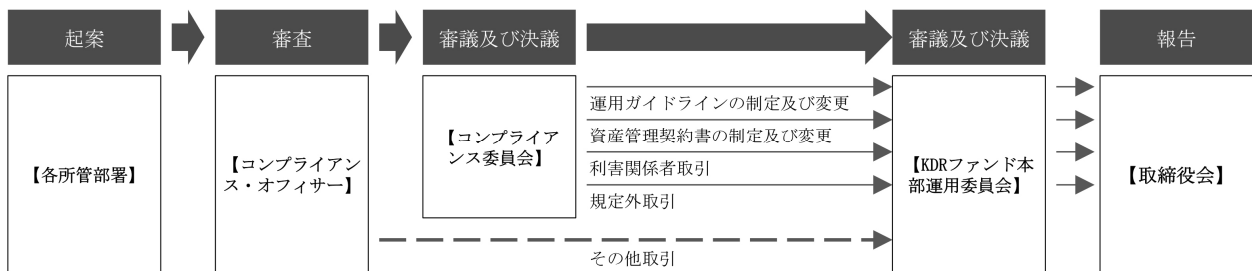 起案
審査
審議及び決議
審議及び決議
報告
【各所管部署】
【コンプライアン
ス・オフィサー】
【コンプライア
ンス委員会】
運用ガイドラインの制定及び変更
資産管理契約書の制定及び変更
利害関係者取引
規定外取引
その他取引
【KDRファンド本
部運用委員会】
【取締役会】